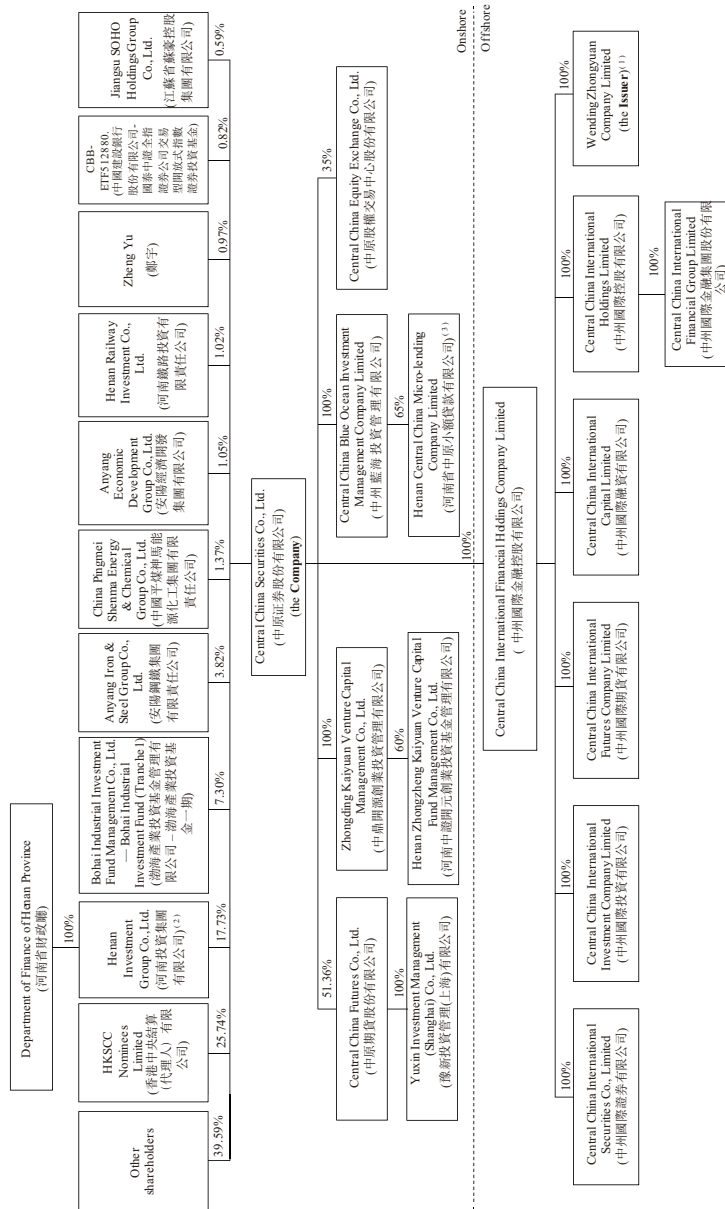 Department of Finance of Henan Province
(河南省財政廳)
100%
Other
shareholders
HKSCC
Nominees
Limited
(香港中央結算
(代理人) 有限
公司)
Henan
Investment
Group Co., Ltd.
(河南投資集團
有限公司)(2)
Bohai Industrial Investment
Fund Management Co., Ltd.
— Bohai Industrial
Investment Fund (Tranche1)
(渤海產業投資基金管理有
限公司－渤海產業投資基
金一期)
Anyang Iron &
Steel Group Co.,
Ltd.
(安陽鋼鐵集團
有限責任公司)
China Pingmei
Shenma Energy
& Chemical
Group Co., Ltd.
(中國平煤神馬能
源化工集團有限
責任公司)
Anyang
Economic
Development
Group Co., Ltd.
(安陽經濟開發
集團有限公司)
Henan Railway
Investment Co.,
Ltd.
(河南鐵路投資有
限責任公司)
Zheng Yu
(鄭宇)
CBB-
ETF512880.
(中國建設銀行
股份有限公司-
國泰中證全指
證券公司交易
型開放式指數
證券投資基金)
Jiangsu SOHO
Holdings Group
Co., Ltd.
(江蘇省蘇豪控股
集團有限公司)
39.59%
25.74%
17.73%
7.30%
3.82%
1.37%
1.05%
1.02%
0.97%
0.82%
0.59%
Central China Securities Co., Ltd.
(中原证券股份有限公司)
(the Company)
51.36%
100%
100%
35%
Central China Futures Co., Ltd.
(中原期貨股份有限公司)
Zhongding Kaiyuan Venture Capital
Management Co., Ltd.
(中鼎開源創業投資管理有限公司)
Central China Blue Ocean Investment
Management Company Limited
(中州藍海投資管理有限公司)
Central China Equity Exchange Co., Ltd.
(中原股權交易中心股份有限公司)
100%
60%
65%
Yuxin Investment Management
(Shanghai) Co., Ltd.
(豫新投資管理(上海)有限公司)
Henan Zhongzheng Kaiyuan Venture Capital
Fund Management Co., Ltd.
(河南中證開元創業投資基金管理有限公司)
Henan Central China Micro-lending
Company Limited
(河南省中原小額貸款有限公司)(3)
100%
Onshore
Offshore
Central China International Financial Holdings Company Limited
( 中州國際金融控股有限公司)
100%
100%
100%
100%
100%
100%
Central China International
Securities Co., Limited
(中州國際證券有限公司)
Central China International
Investment Company Limited
(中州國際投資有限公司)
Central China International
Futures Company Limited
(中州國際期貨有限公司)
Central China International
Capital Limited
(中州國際融資有限公司)
Central China International
Holdings Limited
(中州國際控股有限公司)
Wending Zhongyuan
Company Limited
(the Issuer)(1)
100%
Central China International
Financial Group Limited
(中州國際金融集團股份有限
公司)